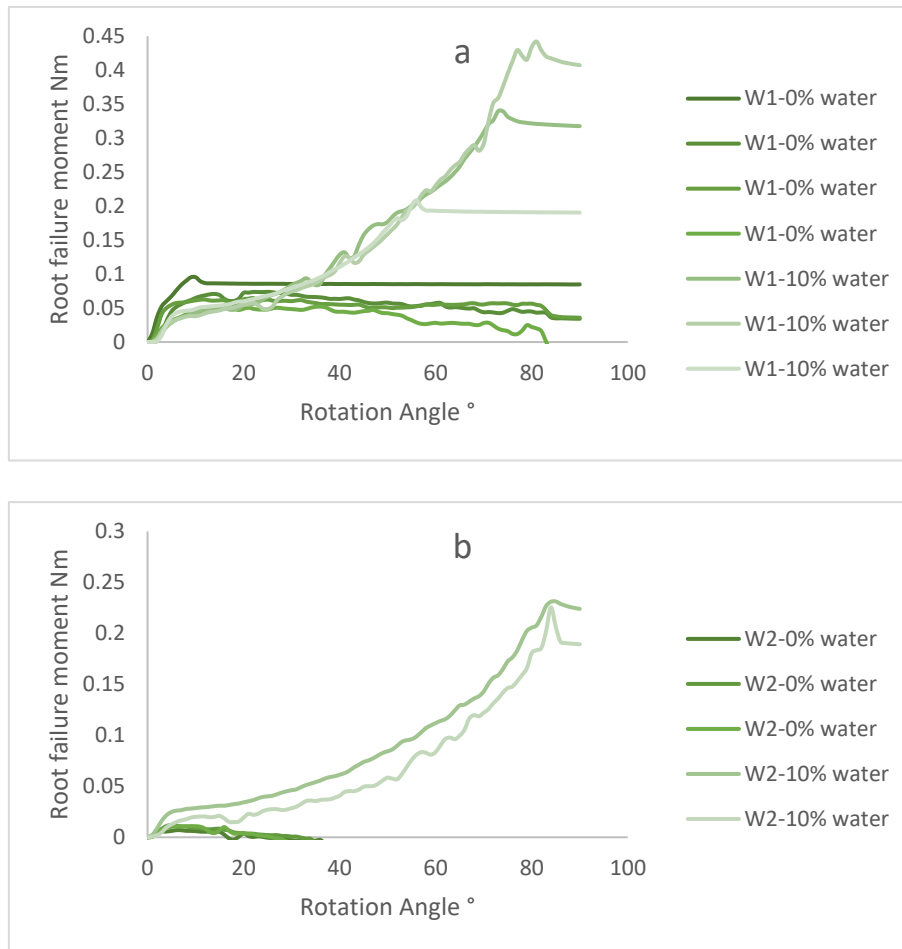 a
0.45
0.4
0.35
0.3
0.25
0.2
0.15
0.1
0.05
0
Root failure moment Nm
0 20 40 60 80 100
Rotation Angle °
W1-0% water
W1-0% water
W1-0% water
W1-0% water
W1-10% water
W1-10% water
W1-10% water
b
0.3
0.25
0.2
0.15
0.1
0.05
0
Root failure moment Nm
0 20 40 60 80 100
Rotation Angle °
W2-0% water
W2-0% water
W2-0% water
W2-10% water
W2-10% water